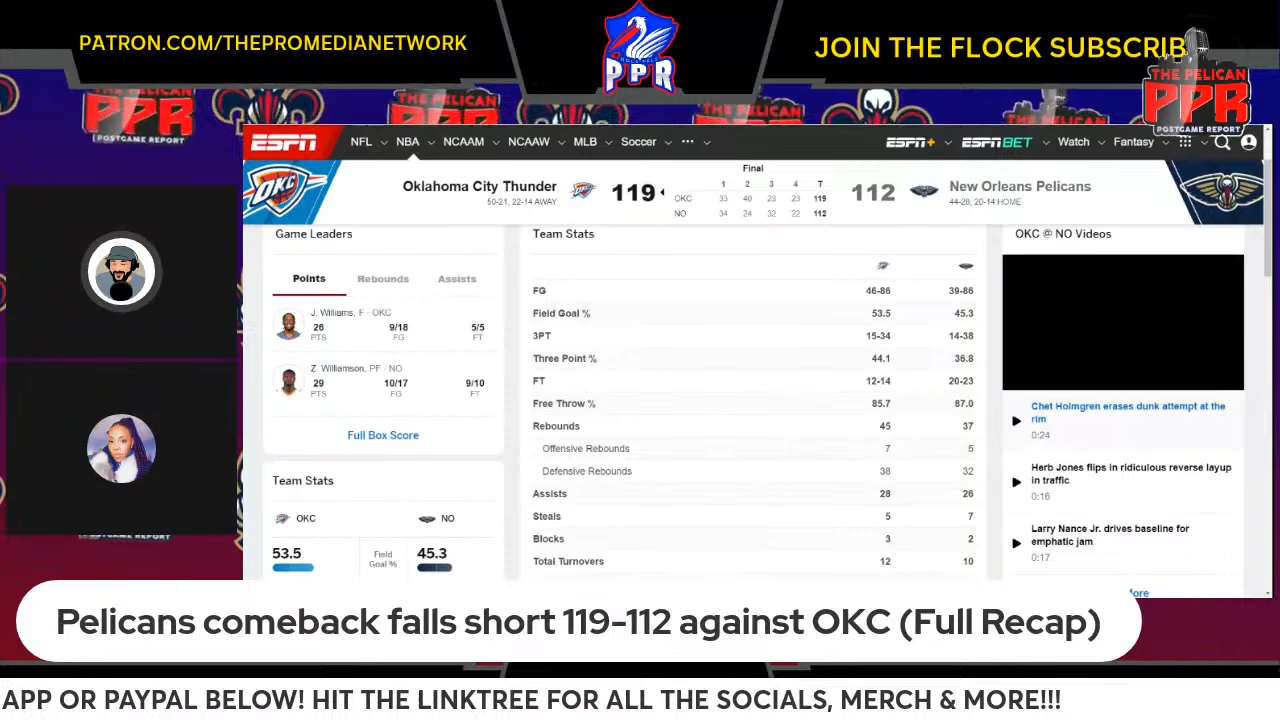 PATRON.COM/THEPROMEDIANETWORK
PPR
JOIN THE FLOCK SUBSCRIB
THE PELICAN
PPR
POSTGAME REPORT
ESPN
NFL NBA NCAAM NCAAW MLB Soccer ...
ESPN+ ESPN BET Watch Fantasy
Final
OKC
Oklahoma City Thunder
50-21, 22-14 AWAY
119
1 2 3 4 T
OKC 33 40 23 23 119
NO 34 24 32 22 112
112
New Orleans Pelicans
44-28, 20-14 HOME
Game Leaders
Points Rebounds Assists
J. Williams, F - OKC
26 9/18 5/5
PTS FG FT
Z. Williamson, PF - NO
29 10/17 9/10
PTS FG FT
Full Box Score
Team Stats
OKC NO
53.5 Field Goal % 45.3
Team Stats
FG 46-86 39-86
Field Goal % 53.5 45.3
3PT 15-34 14-38
Three Point % 44.1 36.8
FT 12-14 20-23
Free Throw % 85.7 87.0
Rebounds 45 37
Offensive Rebounds 7 5
Defensive Rebounds 38 32
Assists 28 26
Steals 5 7
Blocks 3 2
Total Turnovers 12 10
OKC @ NO Videos
Chet Holmgren erases dunk attempt at the
rim
0:24
Herb Jones flips in ridiculous reverse layup
in traffic
0:16
Larry Nance Jr. drives baseline for
emphatic jam
0:17
Pelicans comeback falls short 119-112 against OKC (Full Recap)
APP OR PAYPAL BELOW! HIT THE LINKTREE FOR ALL THE SOCIALS, MERCH & MORE!!!